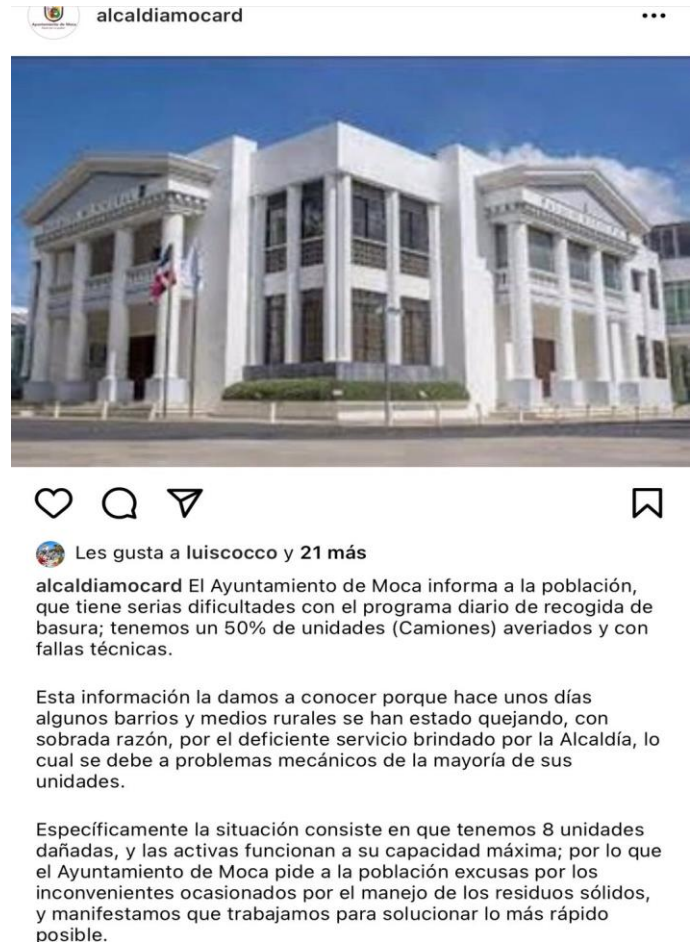 alcaldiamocard
Les gusta a luiscocco y 21 más
alcaldiamocard El Ayuntamiento de Moca informa a la población,
que tiene serias dificultades con el programa diario de recogida de
basura; tenemos un 50% de unidades (Camiones) averiados y con
fallas técnicas.
Esta información la damos a conocer porque hace unos días
algunos barrios y medios rurales se han estado quejando, con
sobrada razón, por el deficiente servicio brindado por la Alcaldía, lo
cual se debe a problemas mecánicos de la mayoría de sus
unidades.
Específicamente la situación consiste en que tenemos 8 unidades
dañadas, y las activas funcionan a su capacidad máxima; por lo que
el Ayuntamiento de Moca pide a la población excusas por los
inconvenientes ocasionados por el manejo de los residuos sólidos,
y manifestamos que trabajamos para solucionar lo más rápido
posible.